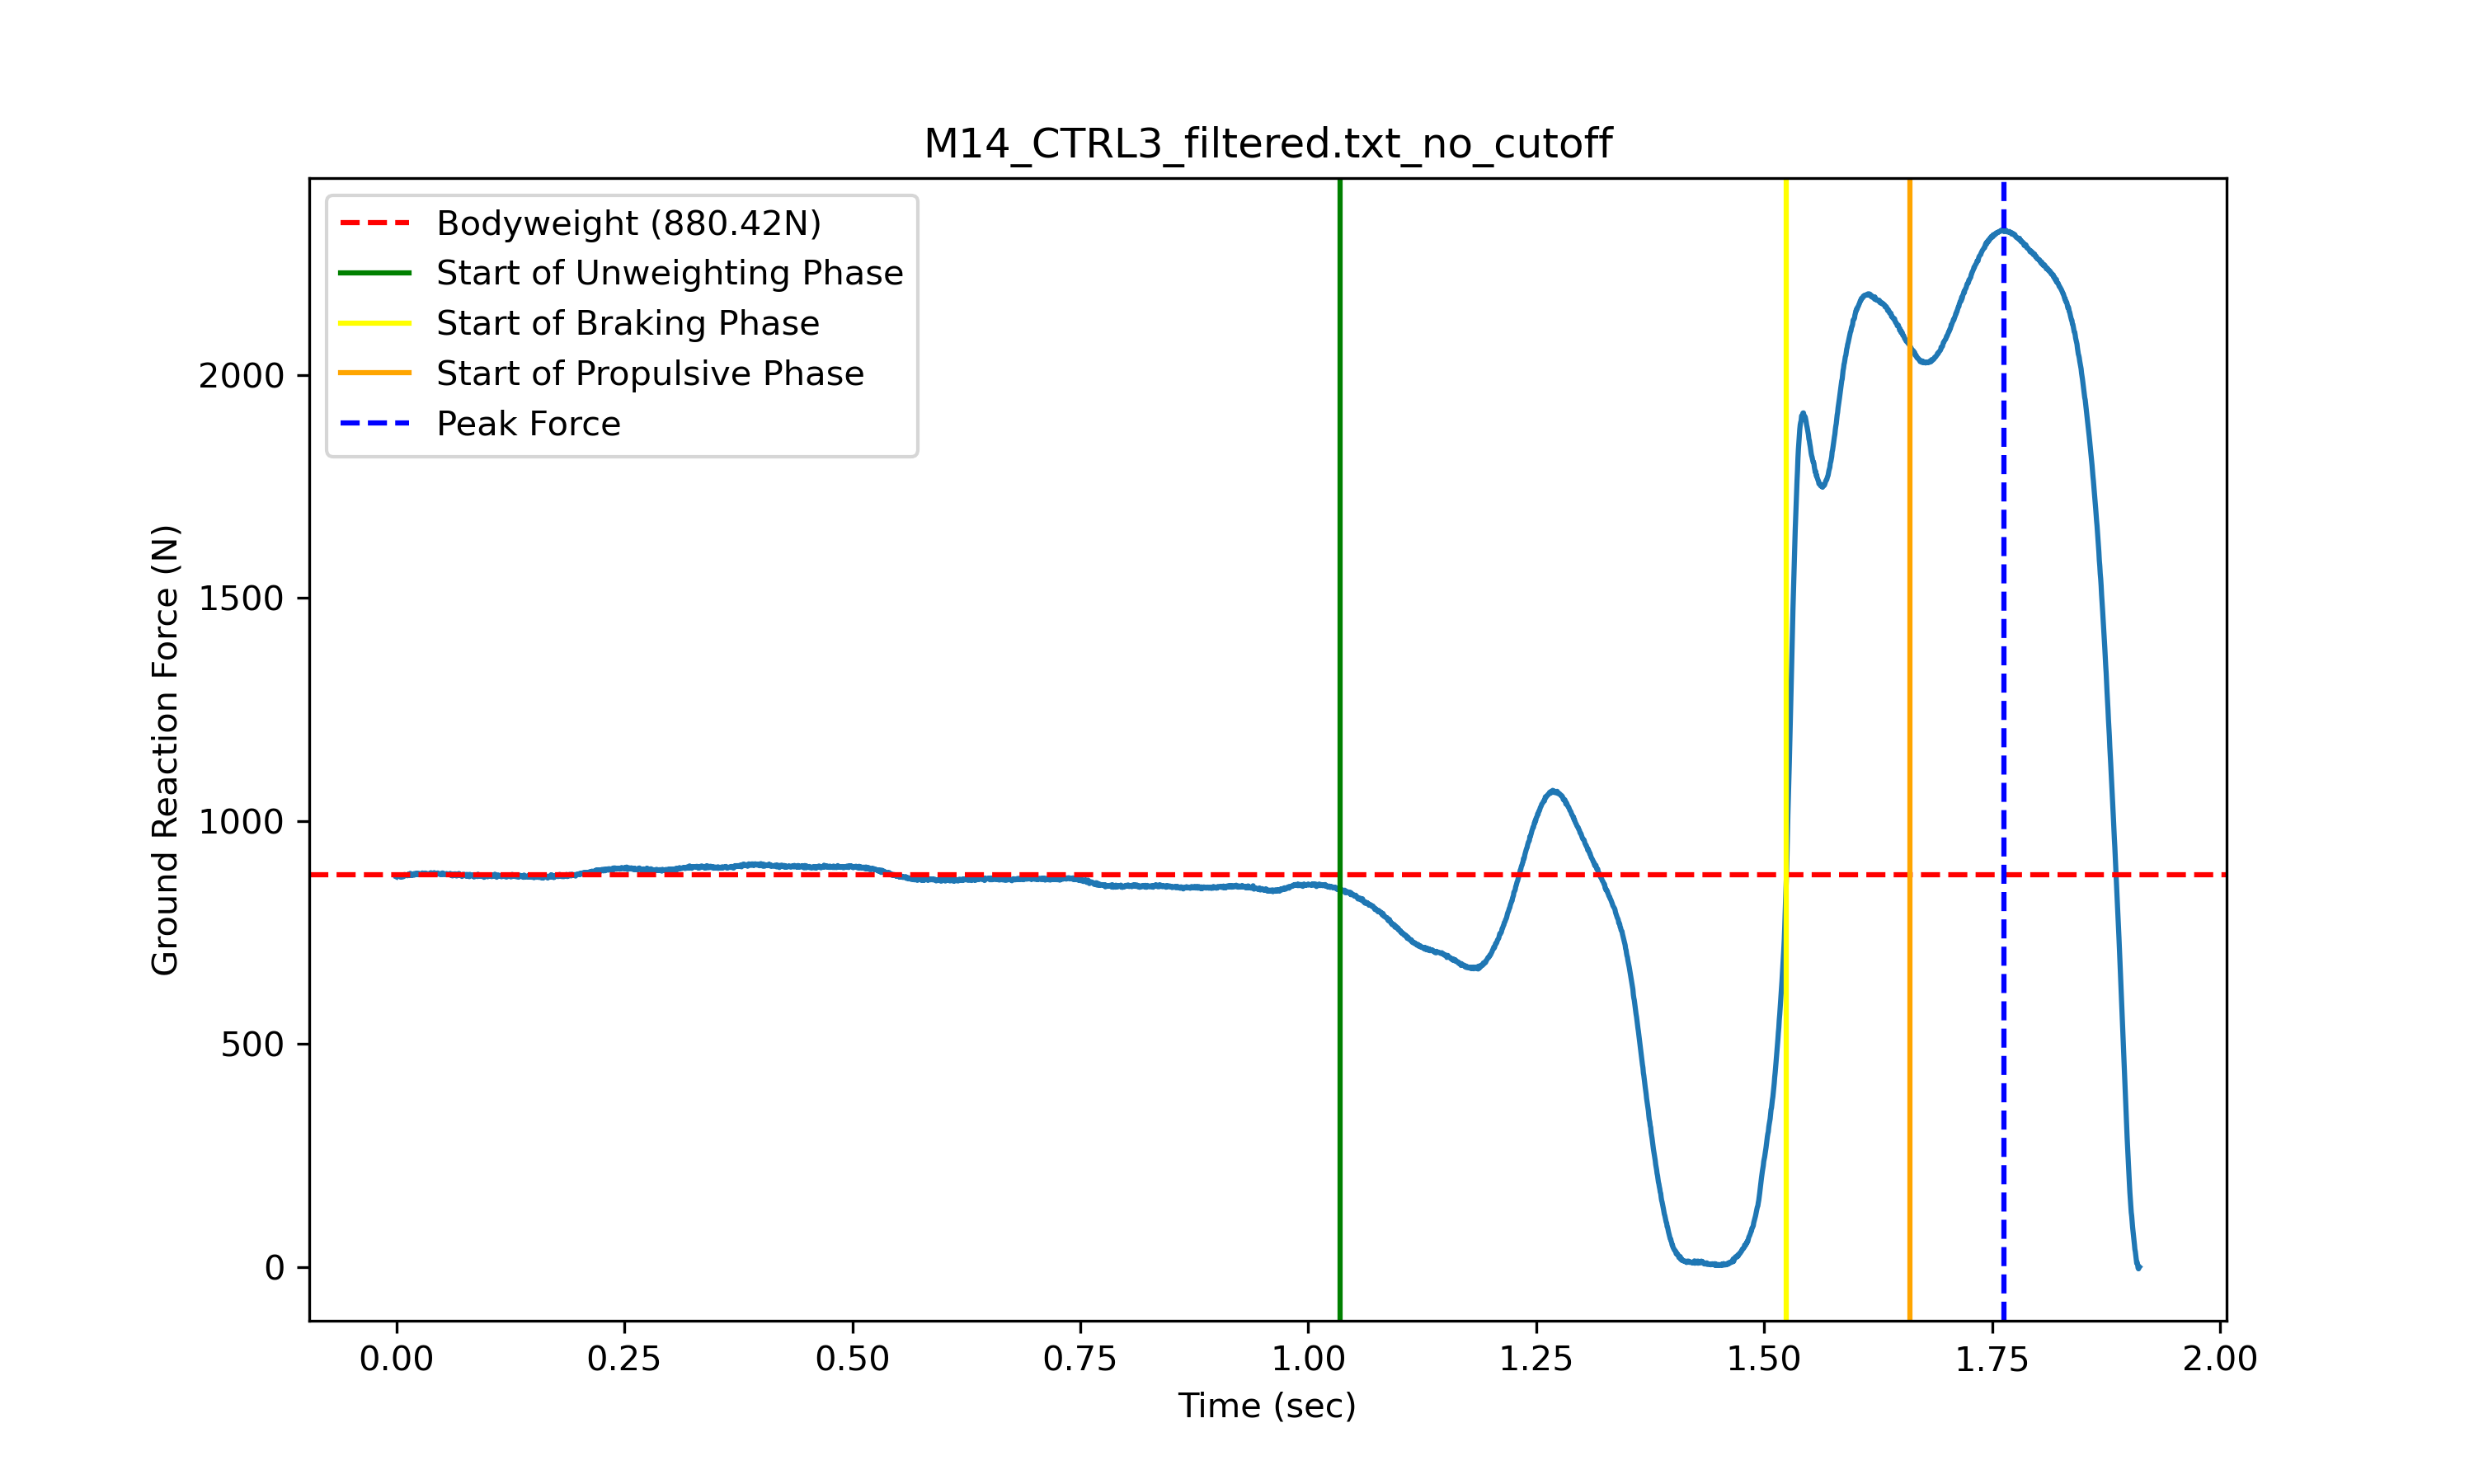 M14_CTRL3_filtered.txt_no_cutoff
Bodyweight (880.42N)
Start of Unweighting Phase
Start of Braking Phase
Start of Propulsive Phase
Peak Force
Ground Reaction Force (N)
2000
1500
1000
500
0
0.00 0.25 0.50 0.75 1.00 1.25 1.50 1.75 2.00
Time (sec)